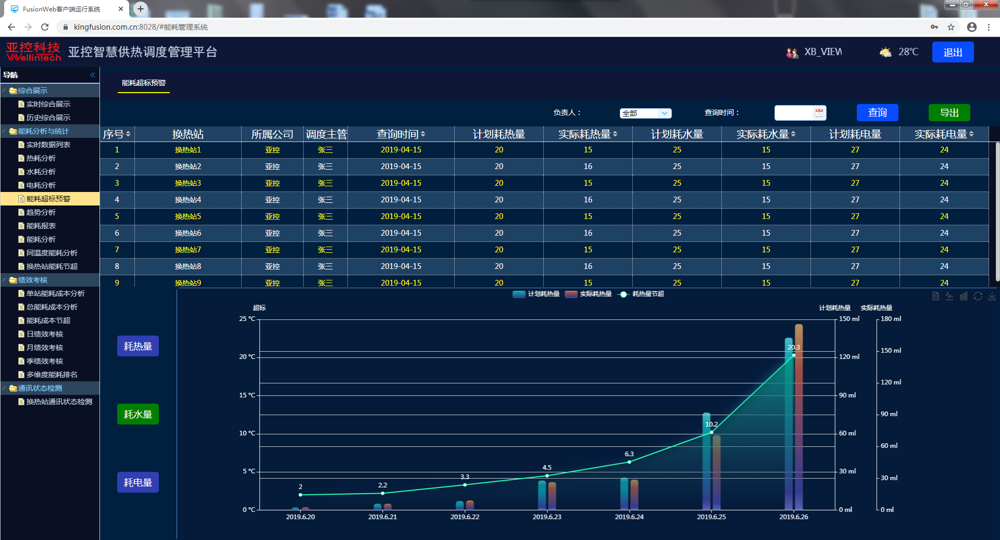 FusionWeb客户端运行系统
kingfusion.com.cn:8028/#能耗管理系统
亚控科技
WellinTech
亚控智慧供热调度管理平台
XB_VIEW
28℃
退出
导航
综合展示
实时综合展示
历史综合展示
能耗分析与统计
实时数据列表
热耗分析
水耗分析
电耗分析
能耗超标预警
趋势分析
能耗报表
能耗分析
同温度能耗分析
换热站能耗节超
绩效考核
单站能耗成本分析
总能耗成本分析
能耗成本节超
日绩效考核
月绩效考核
季绩效考核
多维度能耗排名
通讯状态检测
换热站通讯状态检测
能耗超标预警
负责人： 全部 查询时间： 查询 导出
序号 换热站 所属公司 调度主管 查询时间 计划耗热量 实际耗热量 计划耗水量 实际耗水量 计划耗电量 实际耗电量
1 换热站1 亚控 张三 2019-04-15 20 15 25 15 27 24
2 换热站2 亚控 张三 2019-04-15 20 16 25 15 27 24
3 换热站3 亚控 张三 2019-04-15 20 15 25 15 27 24
4 换热站4 亚控 张三 2019-04-15 20 16 25 15 27 24
5 换热站5 亚控 张三 2019-04-15 20 15 25 15 27 24
6 换热站6 亚控 张三 2019-04-15 20 16 25 15 27 24
7 换热站7 亚控 张三 2019-04-15 20 15 25 15 27 24
8 换热站8 亚控 张三 2019-04-15 20 16 25 15 27 24
9 换热站9 亚控 张三 2019-04-15 20 15 25 15 27 24
耗热量
耗水量
耗电量
计划耗热量 实际耗热量 耗热量节超
超标 计划耗热量 实际耗热量
25 °C 150 ml 180 ml
20 °C 120 ml 150 ml
15 °C 90 ml 120 ml
10 °C 60 ml 90 ml
5 °C 30 ml 60 ml
0 °C 0 ml 30 ml
0 ml
2 2.2 3.3 4.5 6.3 10.2 20.3
2019.6.20 2019.6.21 2019.6.22 2019.6.23 2019.6.24 2019.6.25 2019.6.26